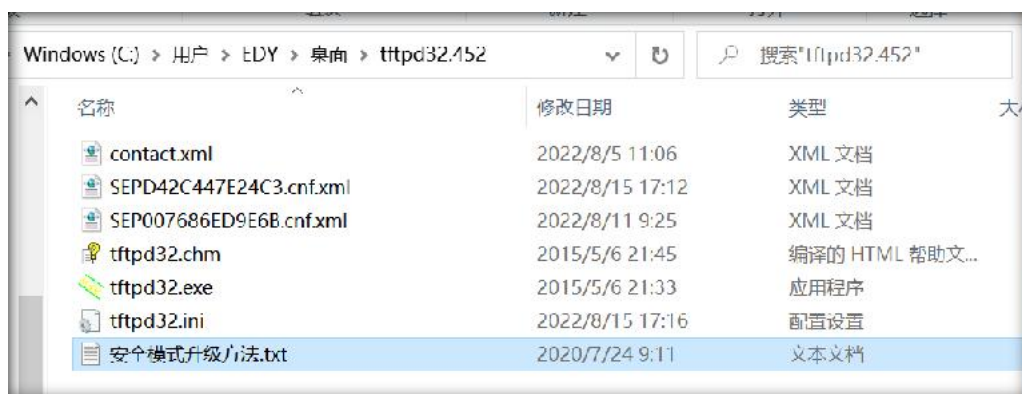 Windows (C:) > 用户 > EDY > 桌面 > tftpd32.452 搜索"tftpd32.452"
名称 修改日期 类型
contact.xml 2022/8/5 11:06 XML 文档
SEPD42C447E24C3.cnf.xml 2022/8/15 17:12 XML 文档
SEP007686ED9E6B.cnf.xml 2022/8/11 9:25 XML 文档
tftpd32.chm 2015/5/6 21:45 编译的 HTML 帮助文...
tftpd32.exe 2015/5/6 21:33 应用程序
tftpd32.ini 2022/8/15 17:16 配置设置
安全模式升级方法.txt 2020/7/24 9:11 文本文档